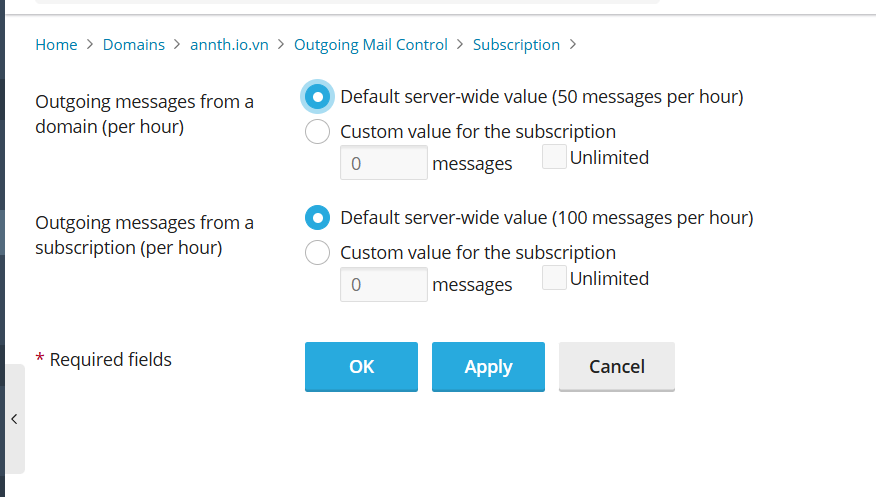 Home > Domains > annth.io.vn > Outgoing Mail Control > Subscription >
Outgoing messages from a
domain (per hour)
Default server-wide value (50 messages per hour)
Custom value for the subscription
0 messages Unlimited
Outgoing messages from a
subscription (per hour)
Default server-wide value (100 messages per hour)
Custom value for the subscription
0 messages Unlimited
* Required fields
OK Apply Cancel